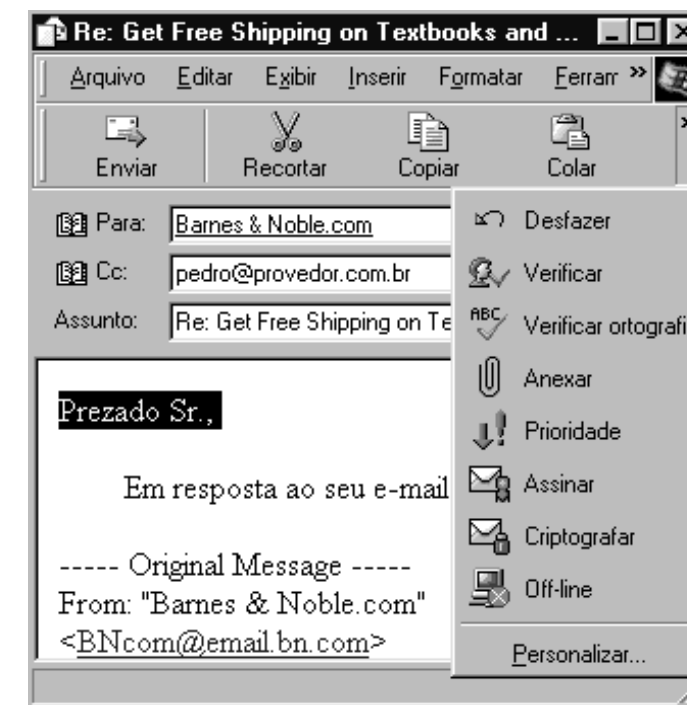 Re: Get Free Shipping on Textbooks and ...
Arquivo Editar Exibir Inserir Formatar Ferram »
Enviar Recortar Copiar Colar
Para: Barnes & Noble.com
Cc: pedro@provedor.com.br
Assunto: Re: Get Free Shipping on Te
Prezado Sr.,
Em resposta ao seu e-mail
----- Original Message -----
From: "Barnes & Noble.com"
<BNcom@email.bn.com>
Desfazer
Verificar
ABC Verificar ortografi
Anexar
Prioridade
Assinar
Criptografar
Off-line
Personalizar...